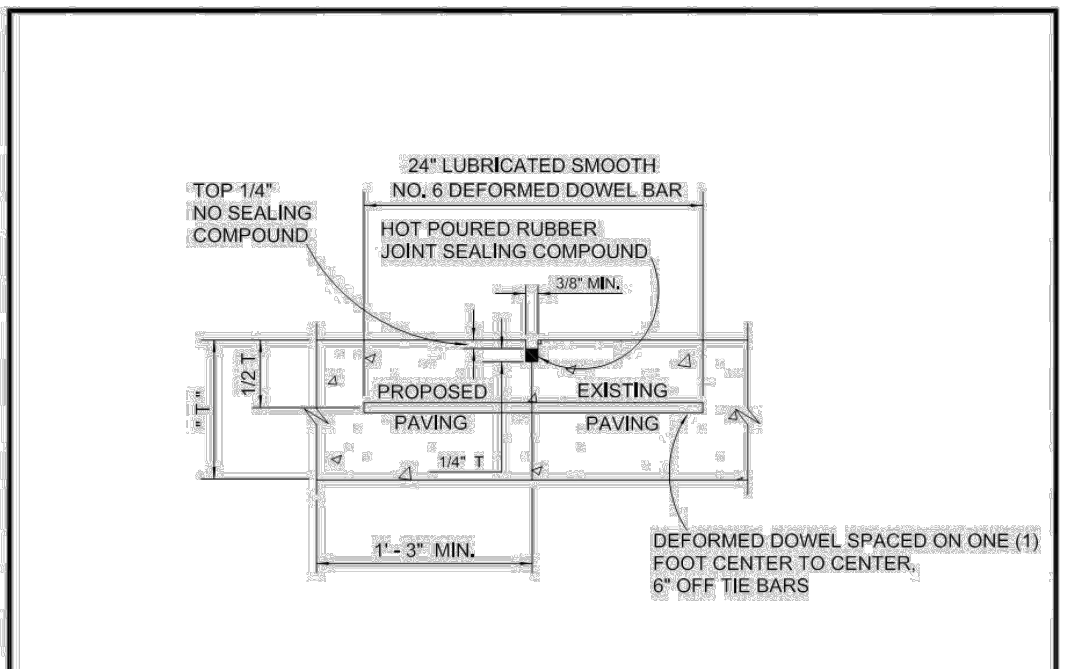 24" LUBRICATED SMOOTH
NO. 6 DEFORMED DOWEL BAR
TOP 1/4"
NO SEALING
COMPOUND
HOT POURED RUBBER
JOINT SEALING COMPOUND
3/8" MIN.
1/2 T
" T "
PROPOSED
PAVING
EXISTING
PAVING
1/4" T
1' - 3" MIN.
DEFORMED DOWEL SPACED ON ONE (1)
FOOT CENTER TO CENTER,
6" OFF TIE BARS